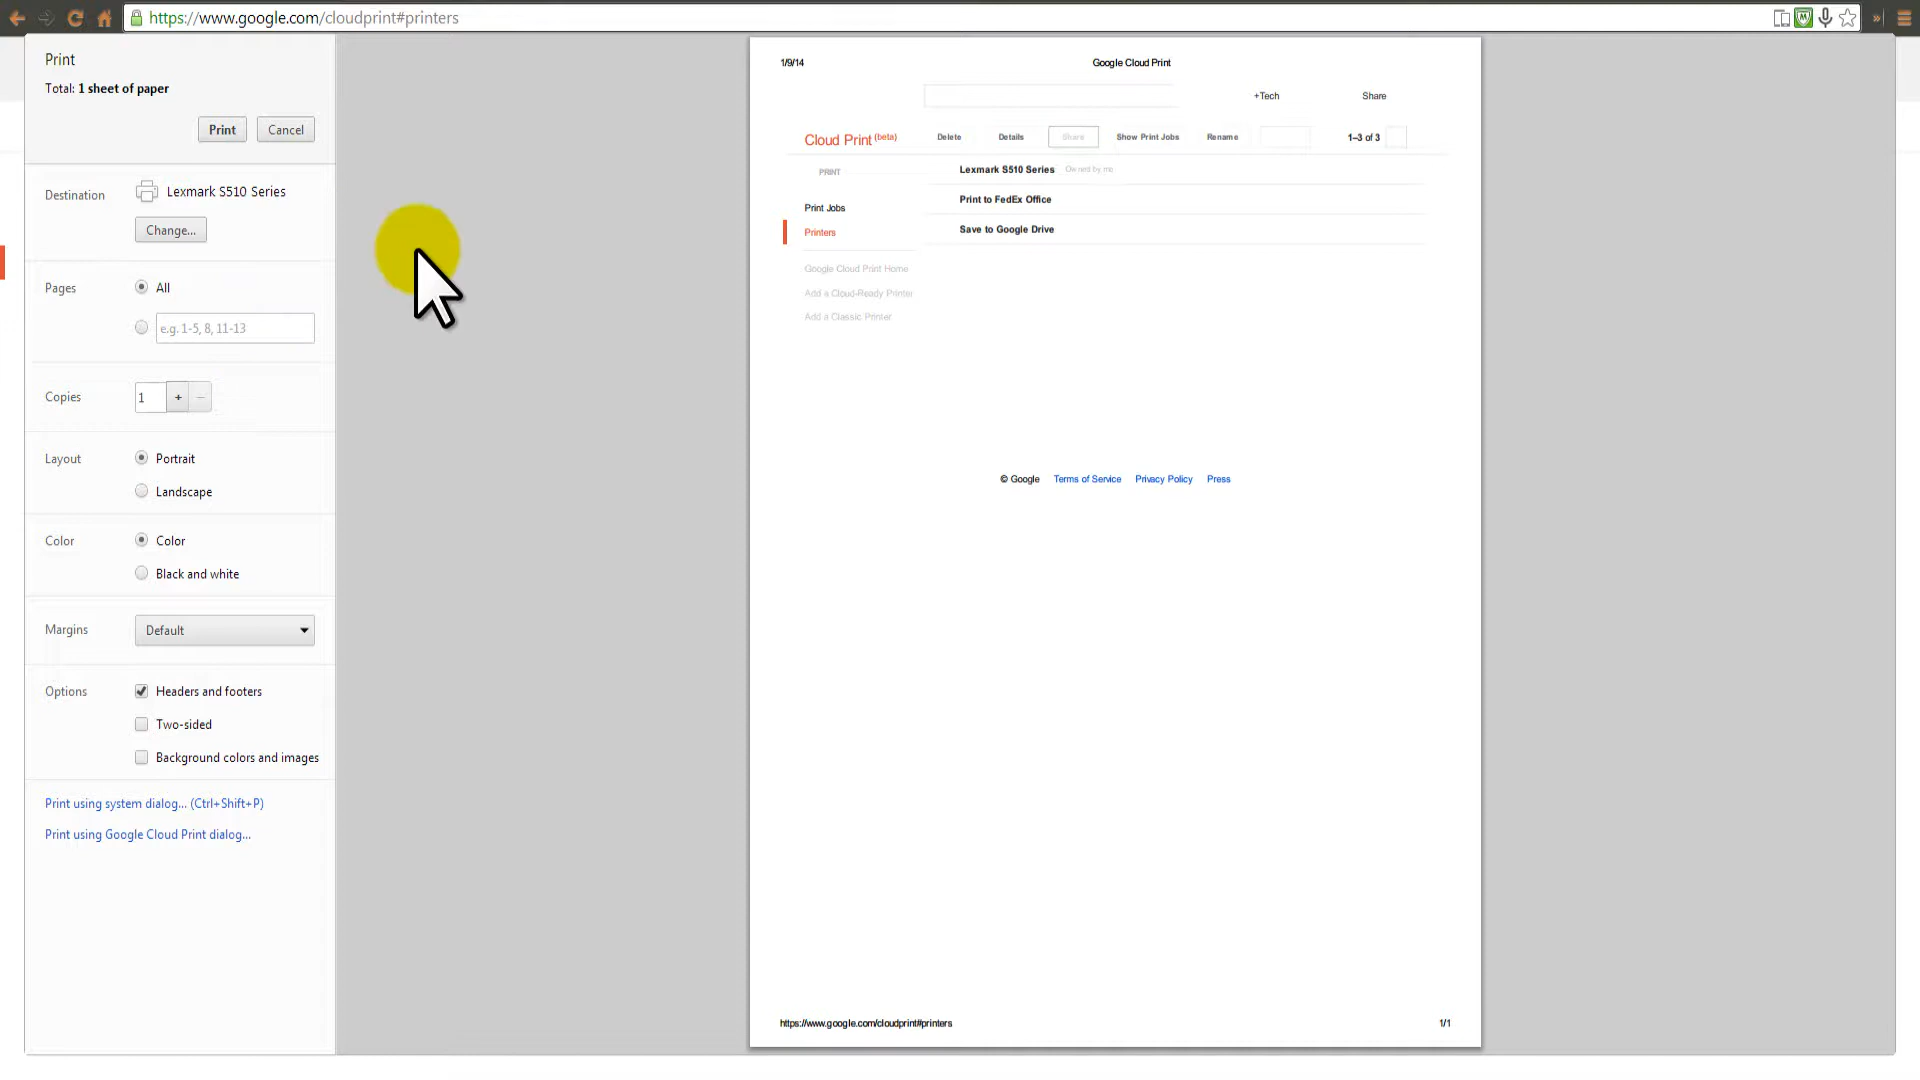 https://www.google.com/cloudprint#printers
Print
Total: 1 sheet of paper
Print Cancel
Destination Lexmark S510 Series
Change...
Pages All
e.g. 1-5, 8, 11-13
Copies 1 + −
Layout Portrait
Landscape
Color Color
Black and white
Margins Default
Options Headers and footers
Two-sided
Background colors and images
Print using system dialog... (Ctrl+Shift+P)
Print using Google Cloud Print dialog...
1/9/14 Google Cloud Print
+Tech Share
Cloud Print (beta) Delete Details Share Show Print Jobs Rename 1–3 of 3
PRINT
Print Jobs
Printers
Google Cloud Print Home
Add a Cloud-Ready Printer
Add a Classic Printer
Lexmark S510 Series Owned by me
Print to FedEx Office
Save to Google Drive
© Google Terms of Service Privacy Policy Press
https://www.google.com/cloudprint#printers 1/1